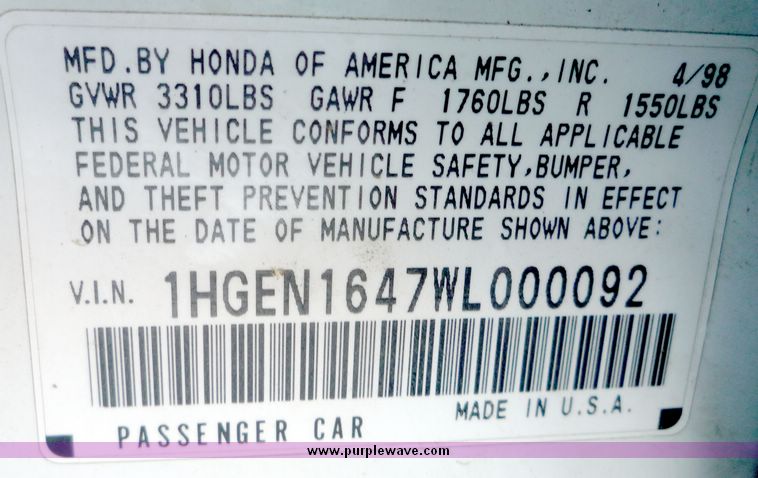 MFD.BY HONDA OF AMERICA MFG.,INC. 4/98
GVWR 3310LBS GAWR F 1760LBS R 1550LBS
THIS VEHICLE CONFORMS TO ALL APPLICABLE
FEDERAL MOTOR VEHICLE SAFETY,BUMPER,
AND THEFT PREVENTION STANDARDS IN EFFECT
ON THE DATE OF MANUFACTURE SHOWN ABOVE:
V.I.N. 1HGEN1647WL000092
PASSENGER CAR MADE IN U.S.A.
www.purplewave.com